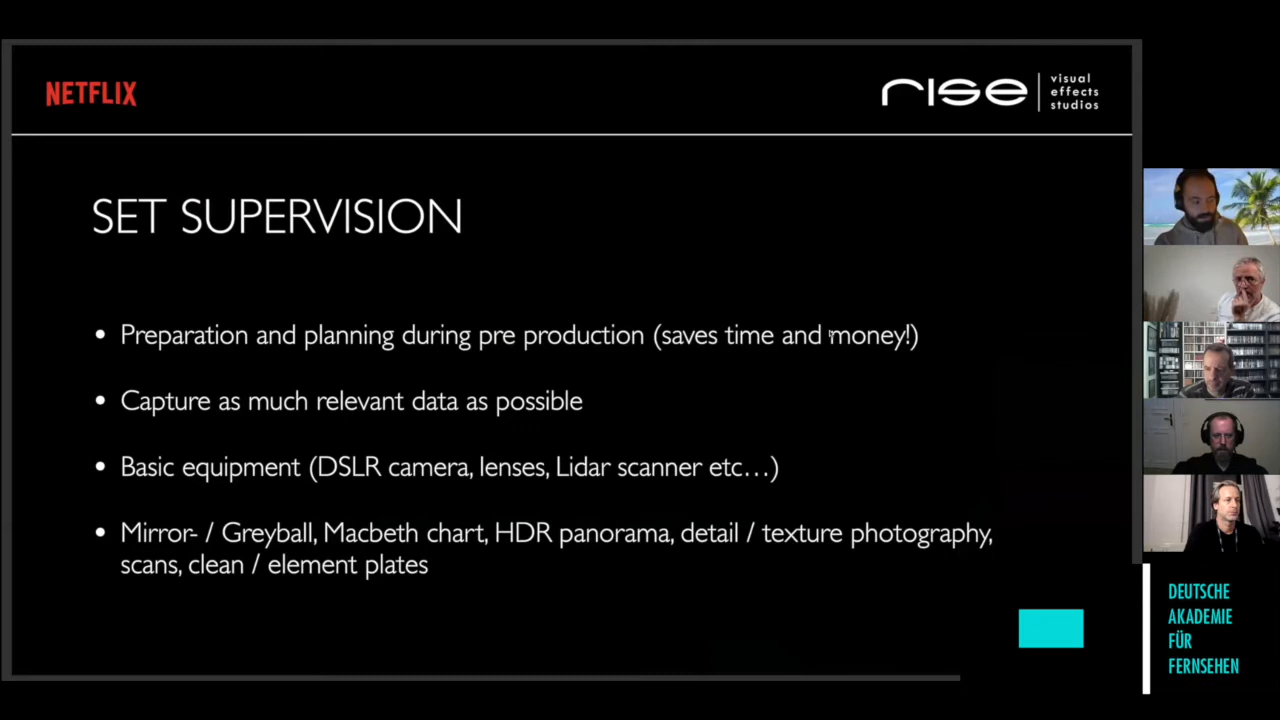 NETFLIX
rise
visual
effects
studios
SET SUPERVISION
• Preparation and planning during pre production (saves time and money!)
• Capture as much relevant data as possible
• Basic equipment (DSLR camera, lenses, Lidar scanner etc…)
• Mirror- / Greyball, Macbeth chart, HDR panorama, detail / texture photography,
scans, clean / element plates
DEUTSCHE
AKADEMIE
FÜR
FERNSEHEN